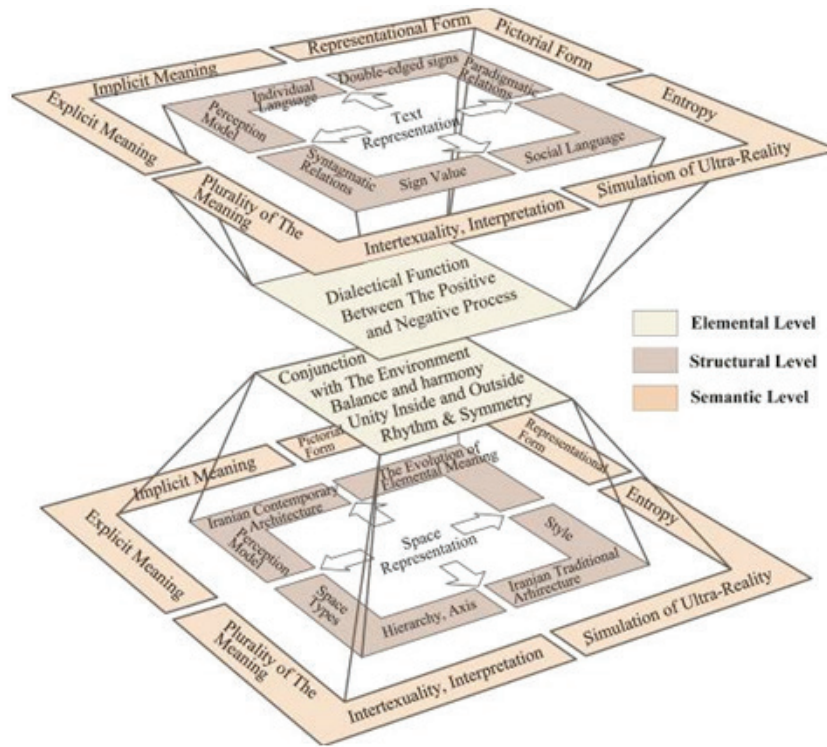 Representational Form
Pictorial Form
Implicit Meaning
Explicit Meaning
Entropy
Simulation of Ultra-Reality
Plurality of The
Meaning
Intertexuality, Interpretation
Double-edged signs
Individual
Language
Paradigmatic
Relations
Perception
Model
Text
Representation
Social Language
Syntagmatic
Relations
Sign Value
Dialectical Function
Between The Positive
and Negative Process
Elemental Level
Structural Level
Semantic Level
Conjunction
with The Environment
Balance and harmony
Unity Inside and Outside
Rhythm & Symmetry
Pictorial
Form
Representational
Form
Implicit Meaning
Explicit Meaning
Entropy
The Evolution of
Elemental Meaning
Iranian Contemporary
Architecture
Perception
Model
Space
Representation
Style
Space
Types
Hierarchy, Axis
Iranian Traditional
Arhirecture
Simulation of Ultra-Reality
Plurality of The
Meaning
Intertexuality, Interpretation